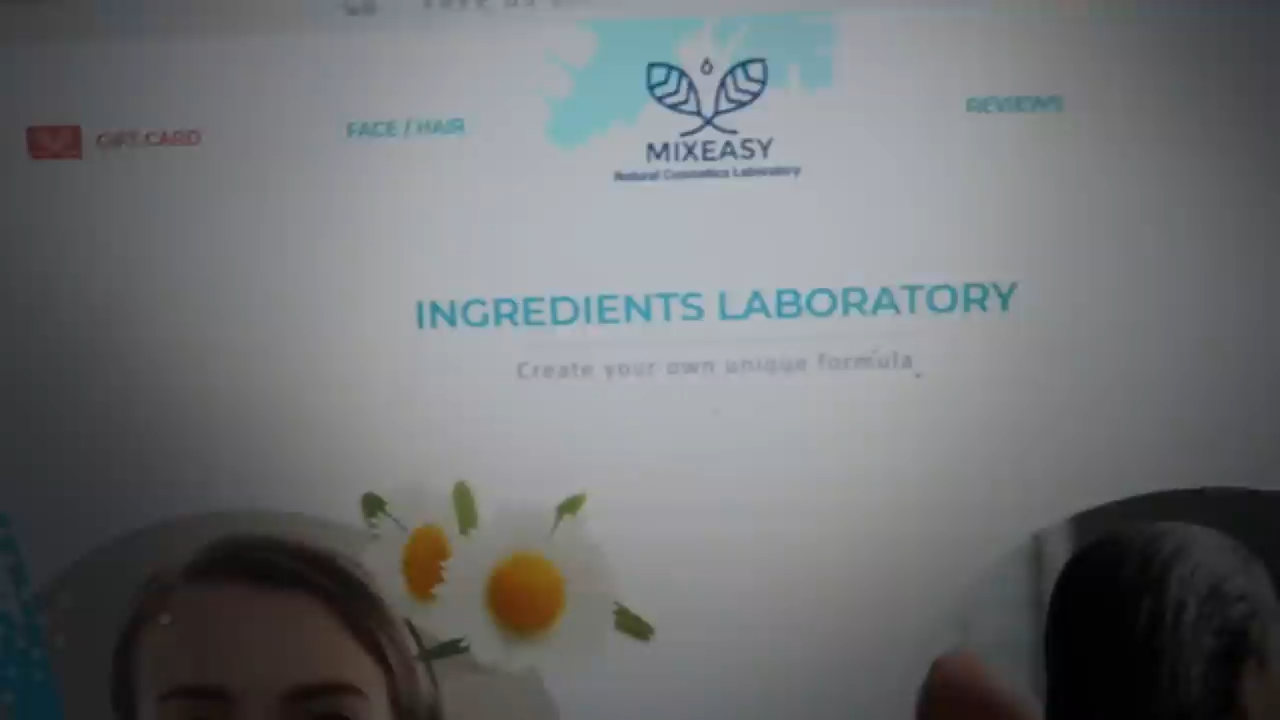 GIFT CARD
FACE / HAIR
MIXEASY
Natural Cosmetics Laboratory
REVIEWS
INGREDIENTS LABORATORY
Create your own unique formula